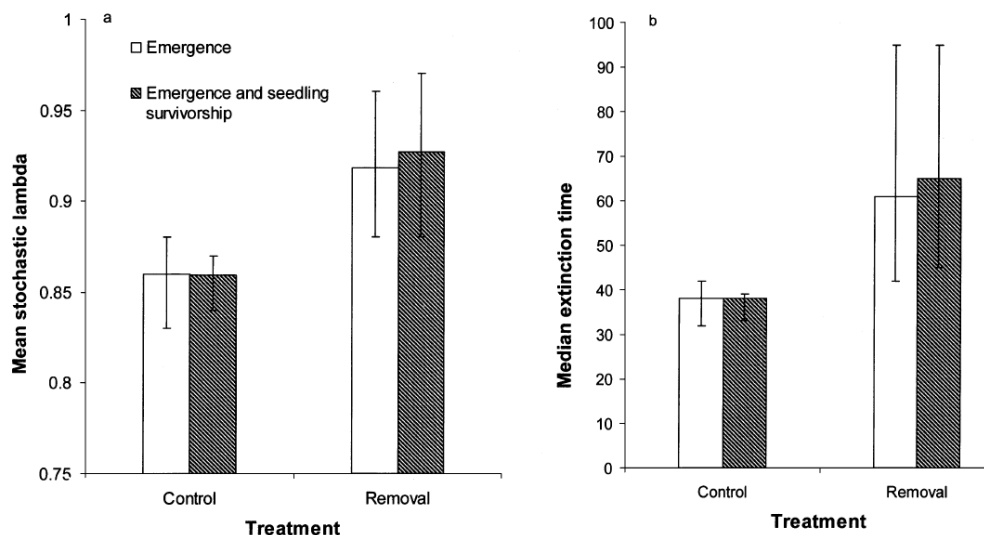 a
Emergence
Emergence and seedling
survivorship
Mean stochastic lambda
1
0.95
0.9
0.85
0.8
0.75
Control
Removal
Treatment
b
Median extinction time
100
90
80
70
60
50
40
30
20
10
0
Control
Removal
Treatment